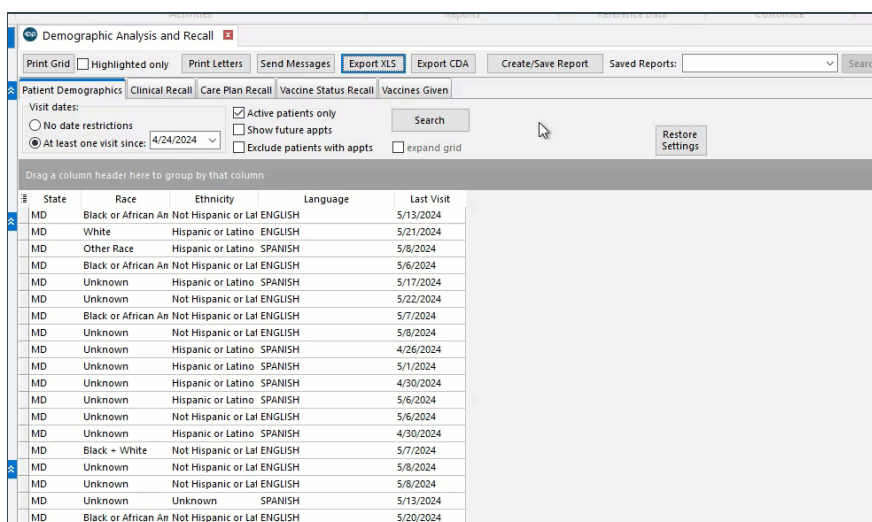 Activities Reports Reference Data Customize
Demographic Analysis and Recall
Print Grid Highlighted only Print Letters Send Messages Export XLS Export CDA Create/Save Report Saved Reports: Searc
Patient Demographics Clinical Recall Care Plan Recall Vaccine Status Recall Vaccines Given
Visit dates:
No date restrictions
At least one visit since: 4/24/2024
Active patients only
Show future appts
Exclude patients with appts
Search
expand grid
Restore
Settings
Drag a column header here to group by that column
State Race Ethnicity Language Last Visit
MD Black or African An Not Hispanic or Lat ENGLISH 5/13/2024
MD White Hispanic or Latino ENGLISH 5/21/2024
MD Other Race Hispanic or Latino SPANISH 5/8/2024
MD Black or African An Not Hispanic or Lat ENGLISH 5/6/2024
MD Unknown Hispanic or Latino SPANISH 5/17/2024
MD Unknown Not Hispanic or Lat ENGLISH 5/22/2024
MD Black or African An Not Hispanic or Lat ENGLISH 5/7/2024
MD Unknown Not Hispanic or Lat ENGLISH 5/8/2024
MD Unknown Hispanic or Latino SPANISH 4/26/2024
MD Unknown Hispanic or Latino SPANISH 5/1/2024
MD Unknown Hispanic or Latino SPANISH 4/30/2024
MD Unknown Hispanic or Latino SPANISH 5/6/2024
MD Unknown Not Hispanic or Lat ENGLISH 5/6/2024
MD Unknown Hispanic or Latino SPANISH 4/30/2024
MD Black + White Not Hispanic or Lat ENGLISH 5/7/2024
MD Unknown Not Hispanic or Lat ENGLISH 5/8/2024
MD Unknown Not Hispanic or Lat ENGLISH 5/8/2024
MD Unknown Unknown SPANISH 5/13/2024
MD Black or African An Not Hispanic or Lat ENGLISH 5/20/2024